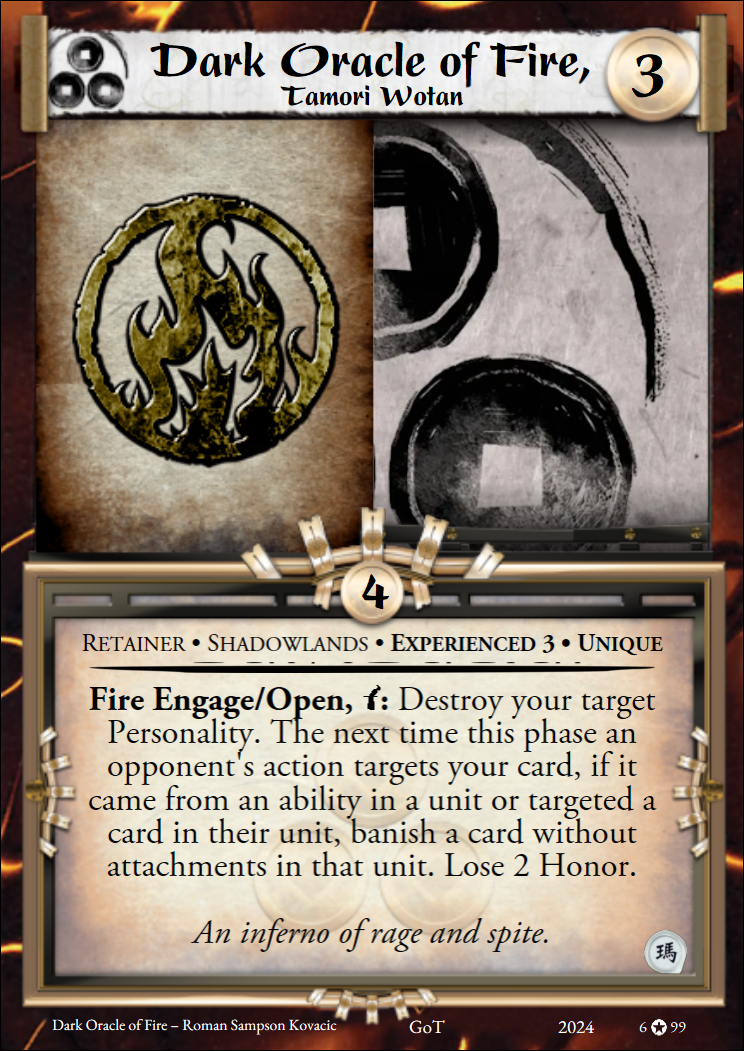 Dark Oracle of Fire,
Tamori Wotan
3
4
Retainer • Shadowlands • Experienced 3 • Unique
Fire Engage/Open, : Destroy your target
Personality. The next time this phase an
opponent's action targets your card, if it
came from an ability in a unit or targeted a
card in their unit, banish a card without
attachments in that unit. Lose 2 Honor.
An inferno of rage and spite.
瑪
Dark Oracle of Fire – Roman Sampson Kovacic
GoT
2024
6 ✪ 99